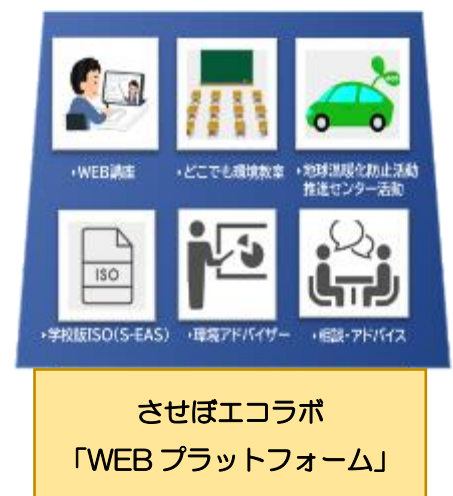 ・WEB講座
・どこでも環境教室
・地球温暖化防止活動
推進センター活動
ISO
・学校版ISO(S-EAS)
・環境アドバイザー
・相談・アドバイス
させぼエコラボ
「WEB プラットフォーム」